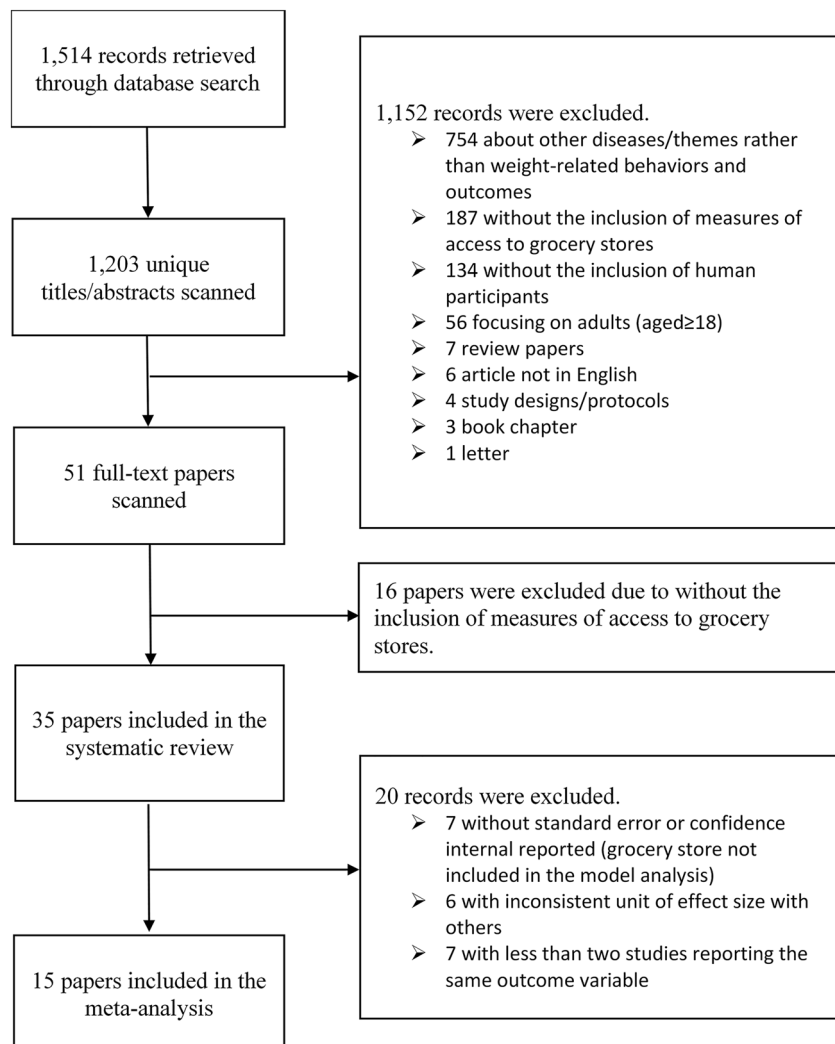 1,514 records retrieved
through database search
1,152 records were excluded.
➢ 754 about other diseases/themes rather
than weight-related behaviors and
outcomes
➢ 187 without the inclusion of measures of
access to grocery stores
➢ 134 without the inclusion of human
participants
➢ 56 focusing on adults (aged≥18)
➢ 7 review papers
➢ 6 article not in English
➢ 4 study designs/protocols
➢ 3 book chapter
➢ 1 letter
1,203 unique
titles/abstracts scanned
51 full-text papers
scanned
16 papers were excluded due to without the
inclusion of measures of access to grocery
stores.
35 papers included in the
systematic review
20 records were excluded.
➢ 7 without standard error or confidence
internal reported (grocery store not
included in the model analysis)
➢ 6 with inconsistent unit of effect size with
others
➢ 7 with less than two studies reporting the
same outcome variable
15 papers included in the
meta-analysis